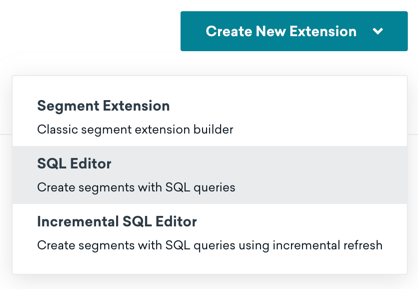 Create New Extension
Segment Extension
Classic segment extension builder
SQL Editor
Create segments with SQL queries
Incremental SQL Editor
Create segments with SQL queries using incremental refresh